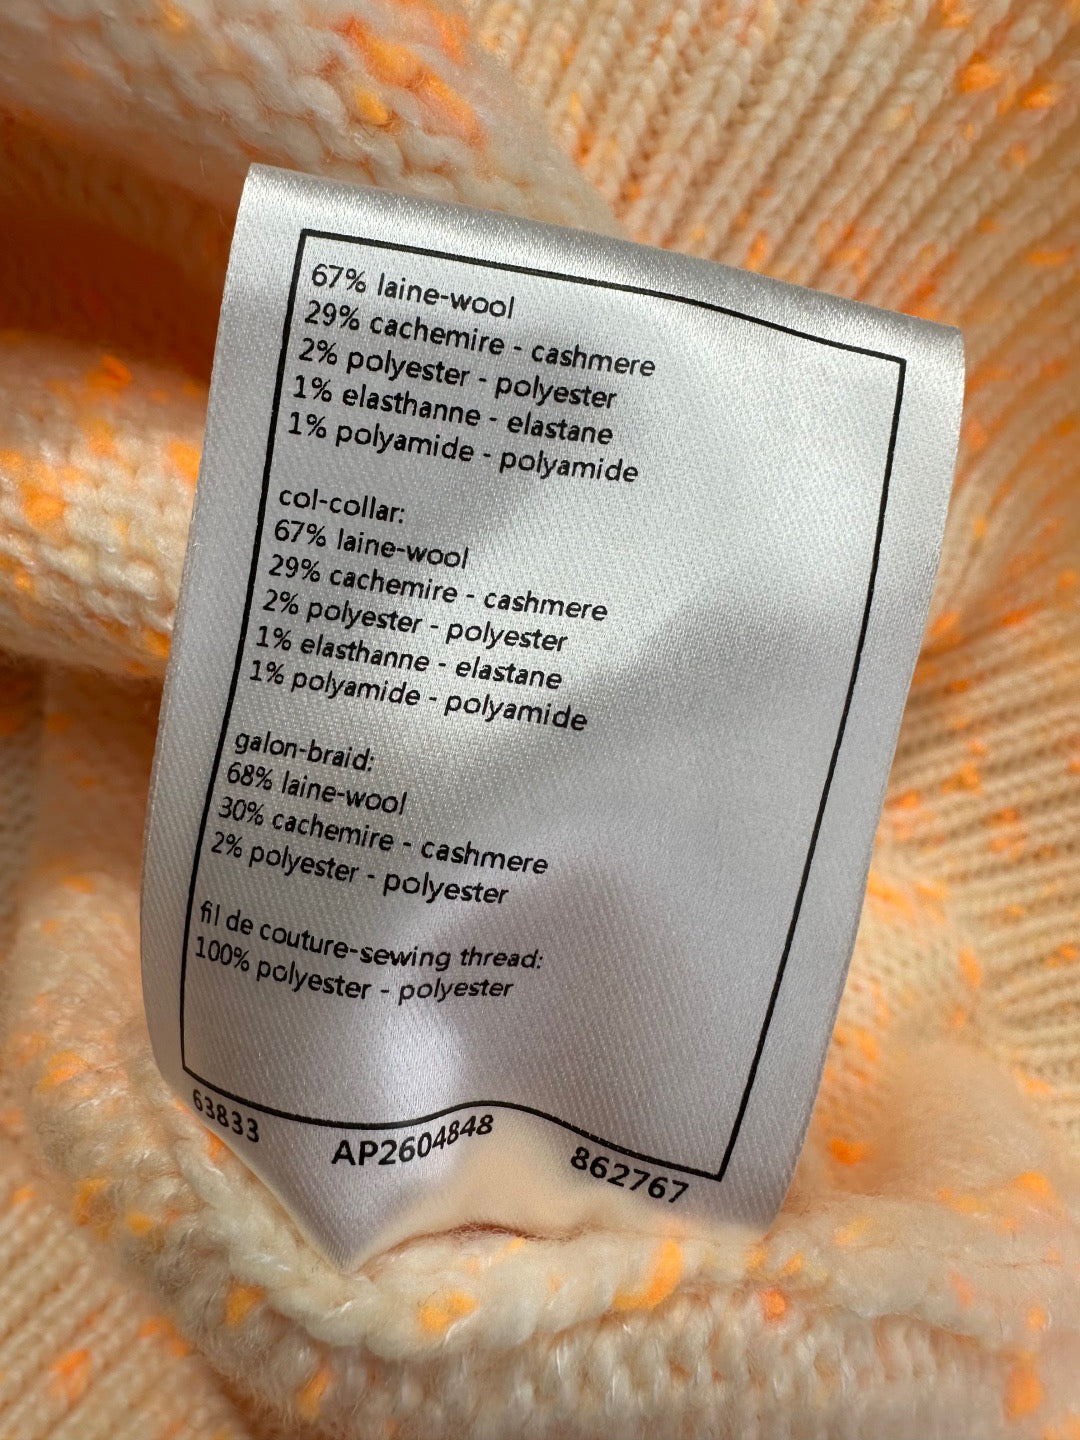 67% laine-wool
29% cachemire - cashmere
2% polyester - polyester
1% elasthanne - elastane
1% polyamide - polyamide
col-collar:
67% laine-wool
29% cachemire - cashmere
2% polyester - polyester
1% elasthanne - elastane
1% polyamide - polyamide
galon-braid:
68% laine-wool
30% cachemire - cashmere
2% polyester - polyester
fil de couture-sewing thread:
100% polyester - polyester
63833 AP2604848 862767